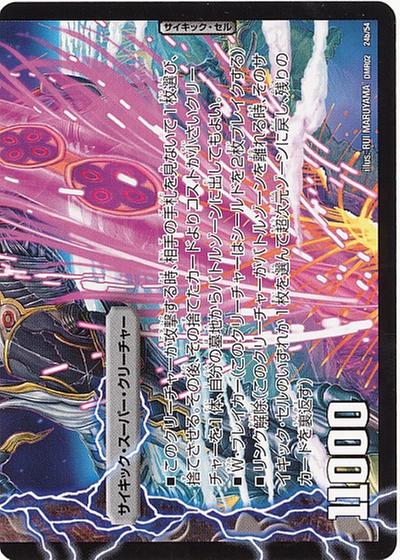 サイキック・セル
サイキック・スーパー・クリーチャー
■このクリーチャーが攻撃する時、相手の手札を見ないで1枚選び、
捨てさせる。その後、その捨てたカードよりコストが小さいクリー
チャーを1体、自分の墓地からバトルゾーンに出してもよい。
■W・ブレイカー（このクリーチャーはシールドを2枚ブレイクする）
■リンク解除（このクリーチャーがバトルゾーンを離れる時、そのサ
イキック・セルのいずれか1枚を選んで超次元ゾーンに戻し、残りの
カードを裏返す）
11000
illus. RUI MARUYAMA DMR02 24b/54